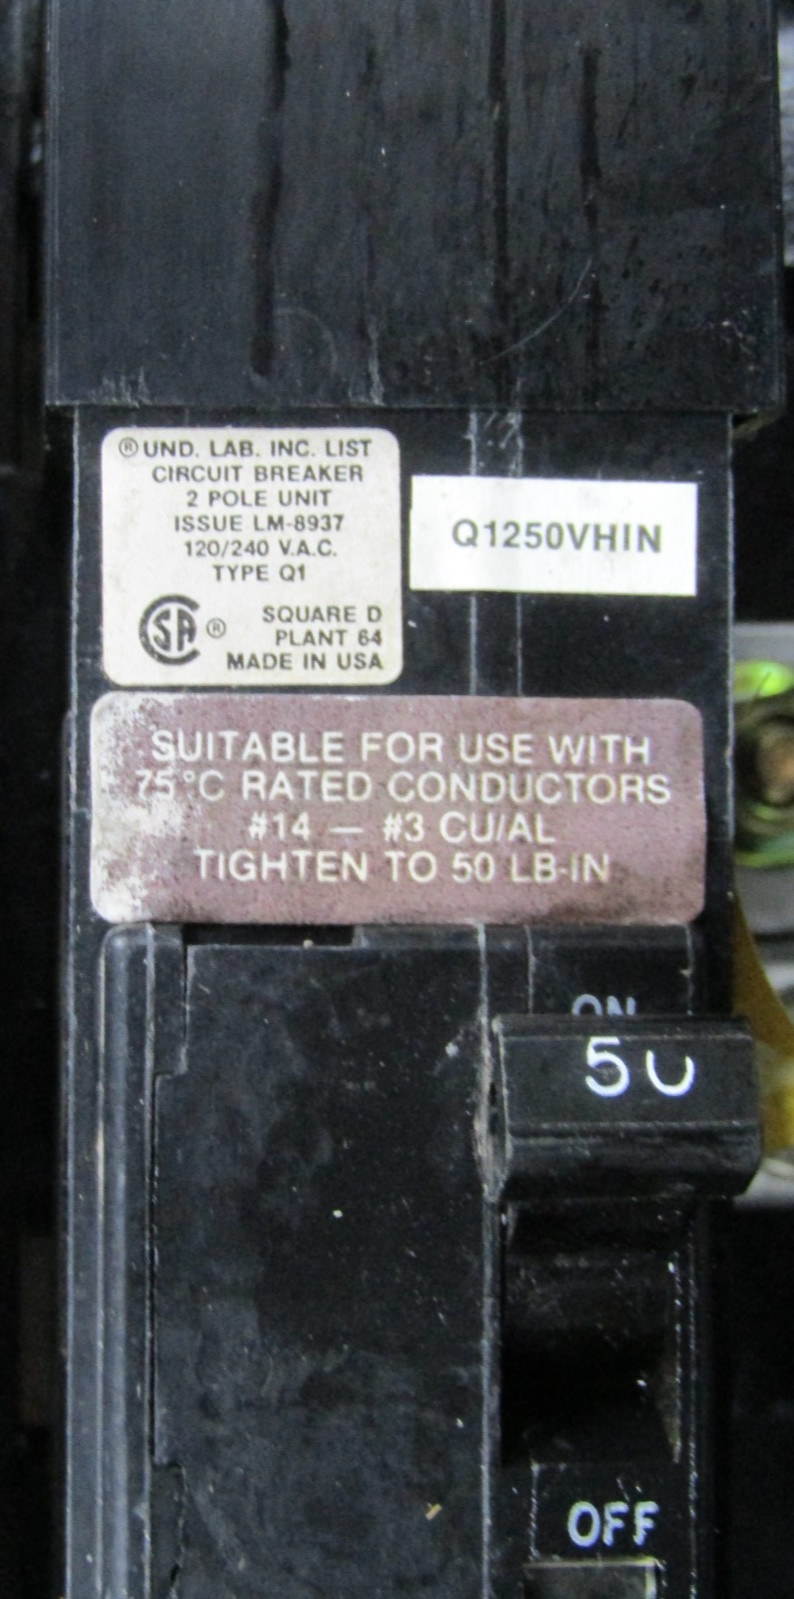 ® UND. LAB. INC. LIST
CIRCUIT BREAKER
2 POLE UNIT
ISSUE LM-8937
120/240 V.A.C.
TYPE Q1
SA ®
SQUARE D
PLANT 64
MADE IN USA
Q1250VHIN
SUITABLE FOR USE WITH
75°C RATED CONDUCTORS
#14 — #3 CU/AL
TIGHTEN TO 50 LB-IN
ON
50
OFF